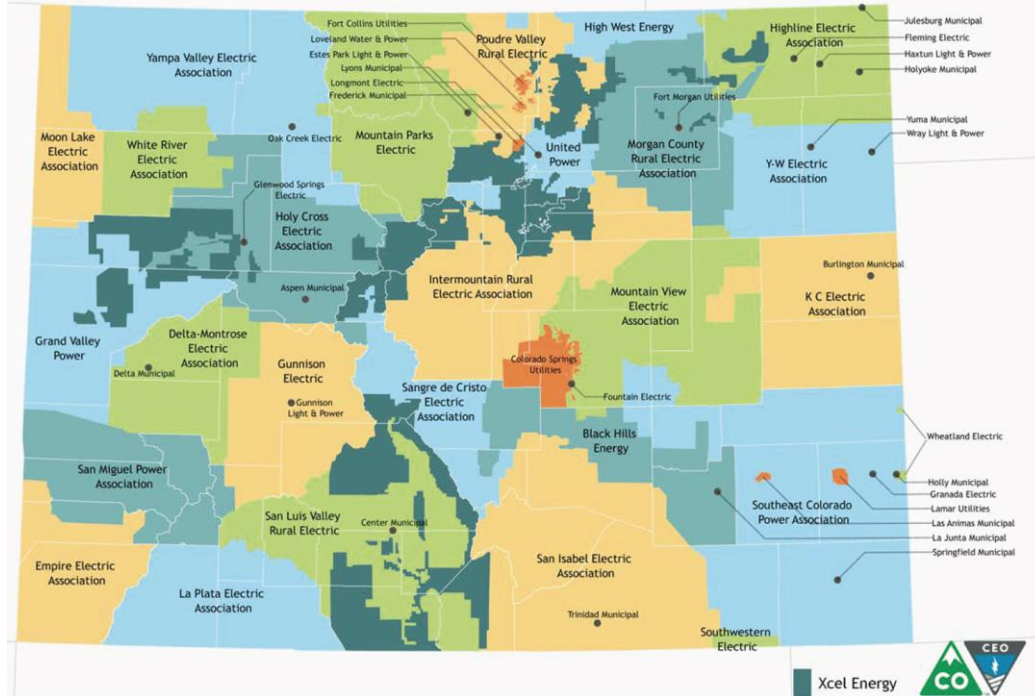 Fort Collins Utilities
Loveland Water & Power
Estes Park Light & Power
Lyons Municipal
Longmont Electric
Frederick Municipal
Poudre Valley
Rural Electric
High West Energy
Highline Electric
Association
Julesburg Municipal
Fleming Electric
Haxtun Light & Power
Holyoke Municipal
Yampa Valley Electric
Association
Oak Creek Electric
Moon Lake
Electric
Association
White River
Electric
Association
Mountain Parks
Electric
United
Power
Fort Morgan Utilities
Morgan County
Rural Electric
Association
Yuma Municipal
Wray Light & Power
Y-W Electric
Association
Glenwood Springs
Electric
Holy Cross
Electric
Association
Aspen Municipal
Intermountain Rural
Electric Association
Mountain View
Electric
Association
Burlington Municipal
K C Electric
Association
Grand Valley
Power
Delta-Montrose
Electric
Association
Delta Municipal
Gunnison
Electric
Gunnison
Light & Power
Colorado Springs
Utilities
Fountain Electric
Sangre de Cristo
Electric
Association
Black Hills
Energy
Wheatland Electric
Holly Municipal
Granada Electric
Lamar Utilities
Las Animas Municipal
La Junta Municipal
Springfield Municipal
Southeast Colorado
Power Association
San Miguel Power
Association
San Luis Valley
Rural Electric
Center Municipal
San Isabel Electric
Association
Trinidad Municipal
Empire Electric
Association
La Plata Electric
Association
Southwestern
Electric
Xcel Energy
CO
CEO